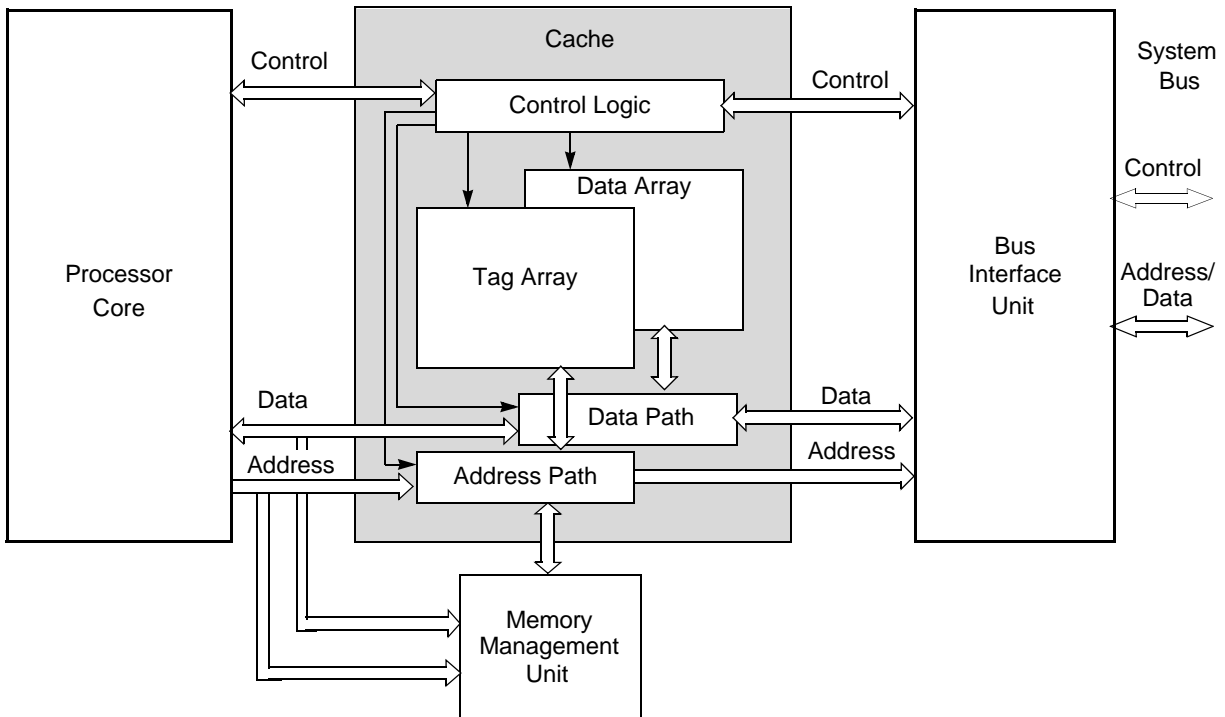 Cache
Control
Control Logic
Control
System
Bus
Data Array
Control
Tag Array
Processor
Core
Bus
Interface
Unit
Address/
Data
Data
Data Path
Data
Address
Address Path
Address
Memory
Management
Unit